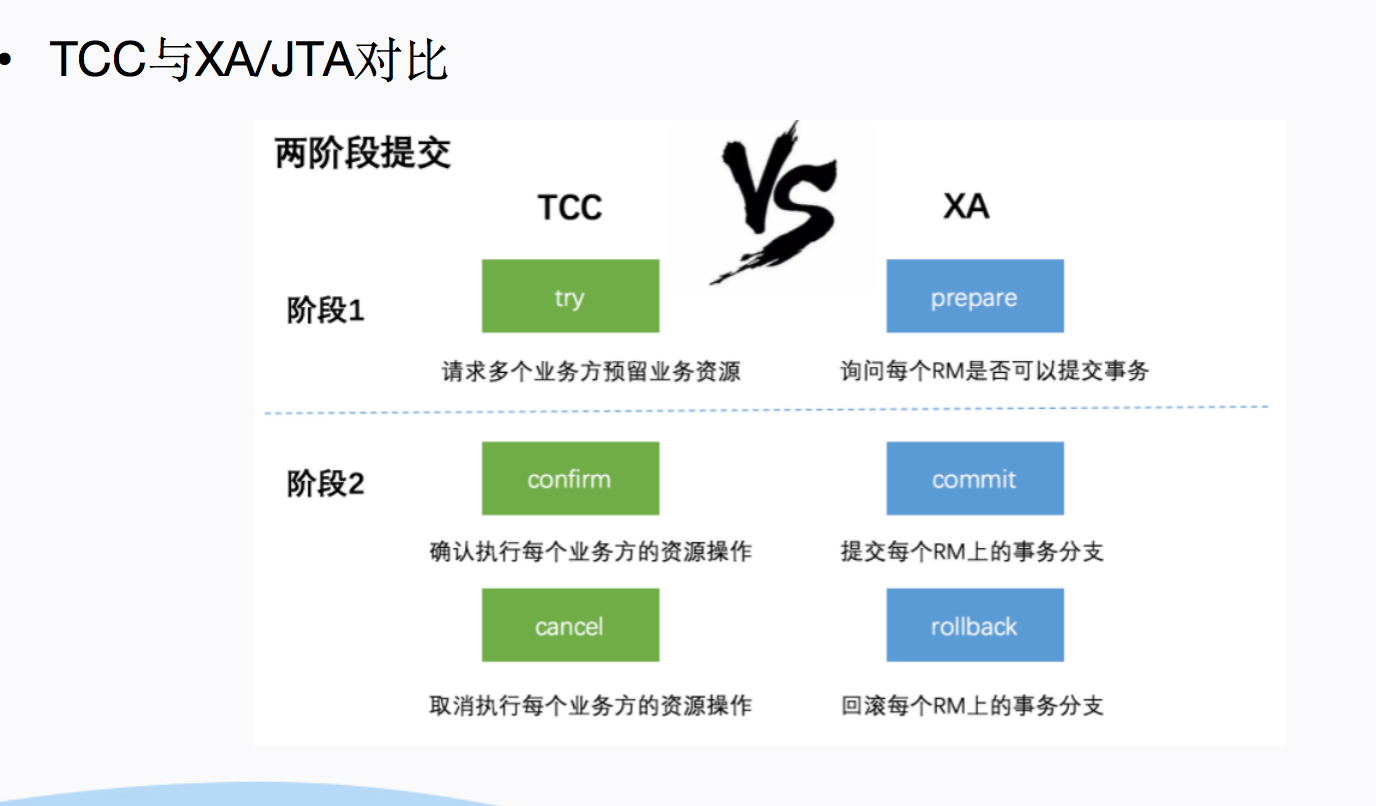 • TCC与XA/JTA对比
两阶段提交
VS
TCC
XA
阶段1
try
prepare
请求多个业务方预留业务资源
询问每个RM是否可以提交事务
阶段2
confirm
commit
确认执行每个业务方的资源操作
提交每个RM上的事务分支
cancel
rollback
取消执行每个业务方的资源操作
回滚每个RM上的事务分支